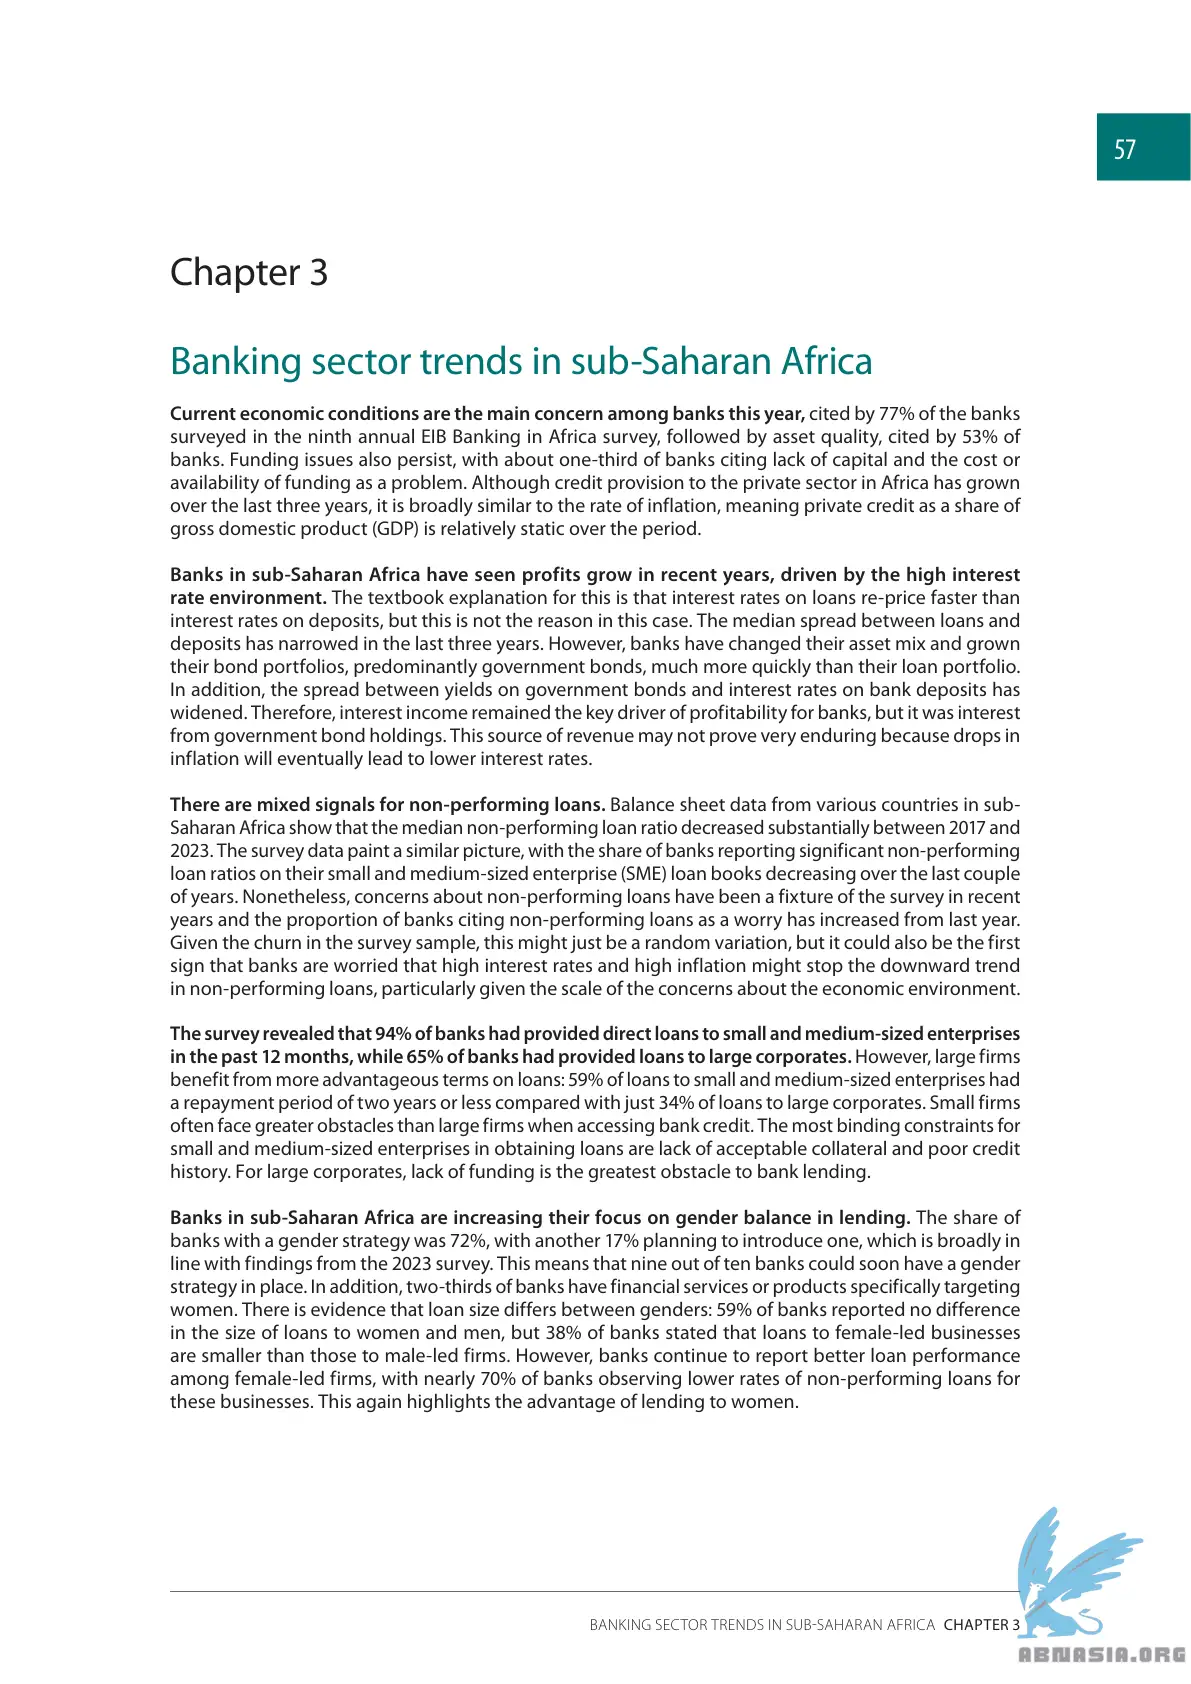 57
Chapter 3
Banking sector trends in sub-Saharan Africa
Current economic conditions are the main concern among banks this year, cited by 77% of the banks
surveyed in the ninth annual EIB Banking in Africa survey, followed by asset quality, cited by 53% of
banks. Funding issues also persist, with about one-third of banks citing lack of capital and the cost or
availability of funding as a problem. Although credit provision to the private sector in Africa has grown
over the last three years, it is broadly similar to the rate of inflation, meaning private credit as a share of
gross domestic product (GDP) is relatively static over the period.
Banks in sub-Saharan Africa have seen profits grow in recent years, driven by the high interest
rate environment. The textbook explanation for this is that interest rates on loans re-price faster than
interest rates on deposits, but this is not the reason in this case. The median spread between loans and
deposits has narrowed in the last three years. However, banks have changed their asset mix and grown
their bond portfolios, predominantly government bonds, much more quickly than their loan portfolio.
In addition, the spread between yields on government bonds and interest rates on bank deposits has
widened. Therefore, interest income remained the key driver of profitability for banks, but it was interest
from government bond holdings. This source of revenue may not prove very enduring because drops in
inflation will eventually lead to lower interest rates.
There are mixed signals for non-performing loans. Balance sheet data from various countries in sub-
Saharan Africa show that the median non-performing loan ratio decreased substantially between 2017 and
2023. The survey data paint a similar picture, with the share of banks reporting significant non-performing
loan ratios on their small and medium-sized enterprise (SME) loan books decreasing over the last couple
of years. Nonetheless, concerns about non-performing loans have been a fixture of the survey in recent
years and the proportion of banks citing non-performing loans as a worry has increased from last year.
Given the churn in the survey sample, this might just be a random variation, but it could also be the first
sign that banks are worried that high interest rates and high inflation might stop the downward trend
in non-performing loans, particularly given the scale of the concerns about the economic environment.
The survey revealed that 94% of banks had provided direct loans to small and medium-sized enterprises
in the past 12 months, while 65% of banks had provided loans to large corporates. However, large firms
benefit from more advantageous terms on loans: 59% of loans to small and medium-sized enterprises had
a repayment period of two years or less compared with just 34% of loans to large corporates. Small firms
often face greater obstacles than large firms when accessing bank credit. The most binding constraints for
small and medium-sized enterprises in obtaining loans are lack of acceptable collateral and poor credit
history. For large corporates, lack of funding is the greatest obstacle to bank lending.
Banks in sub-Saharan Africa are increasing their focus on gender balance in lending. The share of
banks with a gender strategy was 72%, with another 17% planning to introduce one, which is broadly in
line with findings from the 2023 survey. This means that nine out of ten banks could soon have a gender
strategy in place. In addition, two-thirds of banks have financial services or products specifically targeting
women. There is evidence that loan size differs between genders: 59% of banks reported no difference
in the size of loans to women and men, but 38% of banks stated that loans to female-led businesses
are smaller than those to male-led firms. However, banks continue to report better loan performance
among female-led firms, with nearly 70% of banks observing lower rates of non-performing loans for
these businesses. This again highlights the advantage of lending to women.
BANKING SECTOR TRENDS IN SUB-SAHARAN AFRICA CHAPTER 3
ABNASIA.ORG